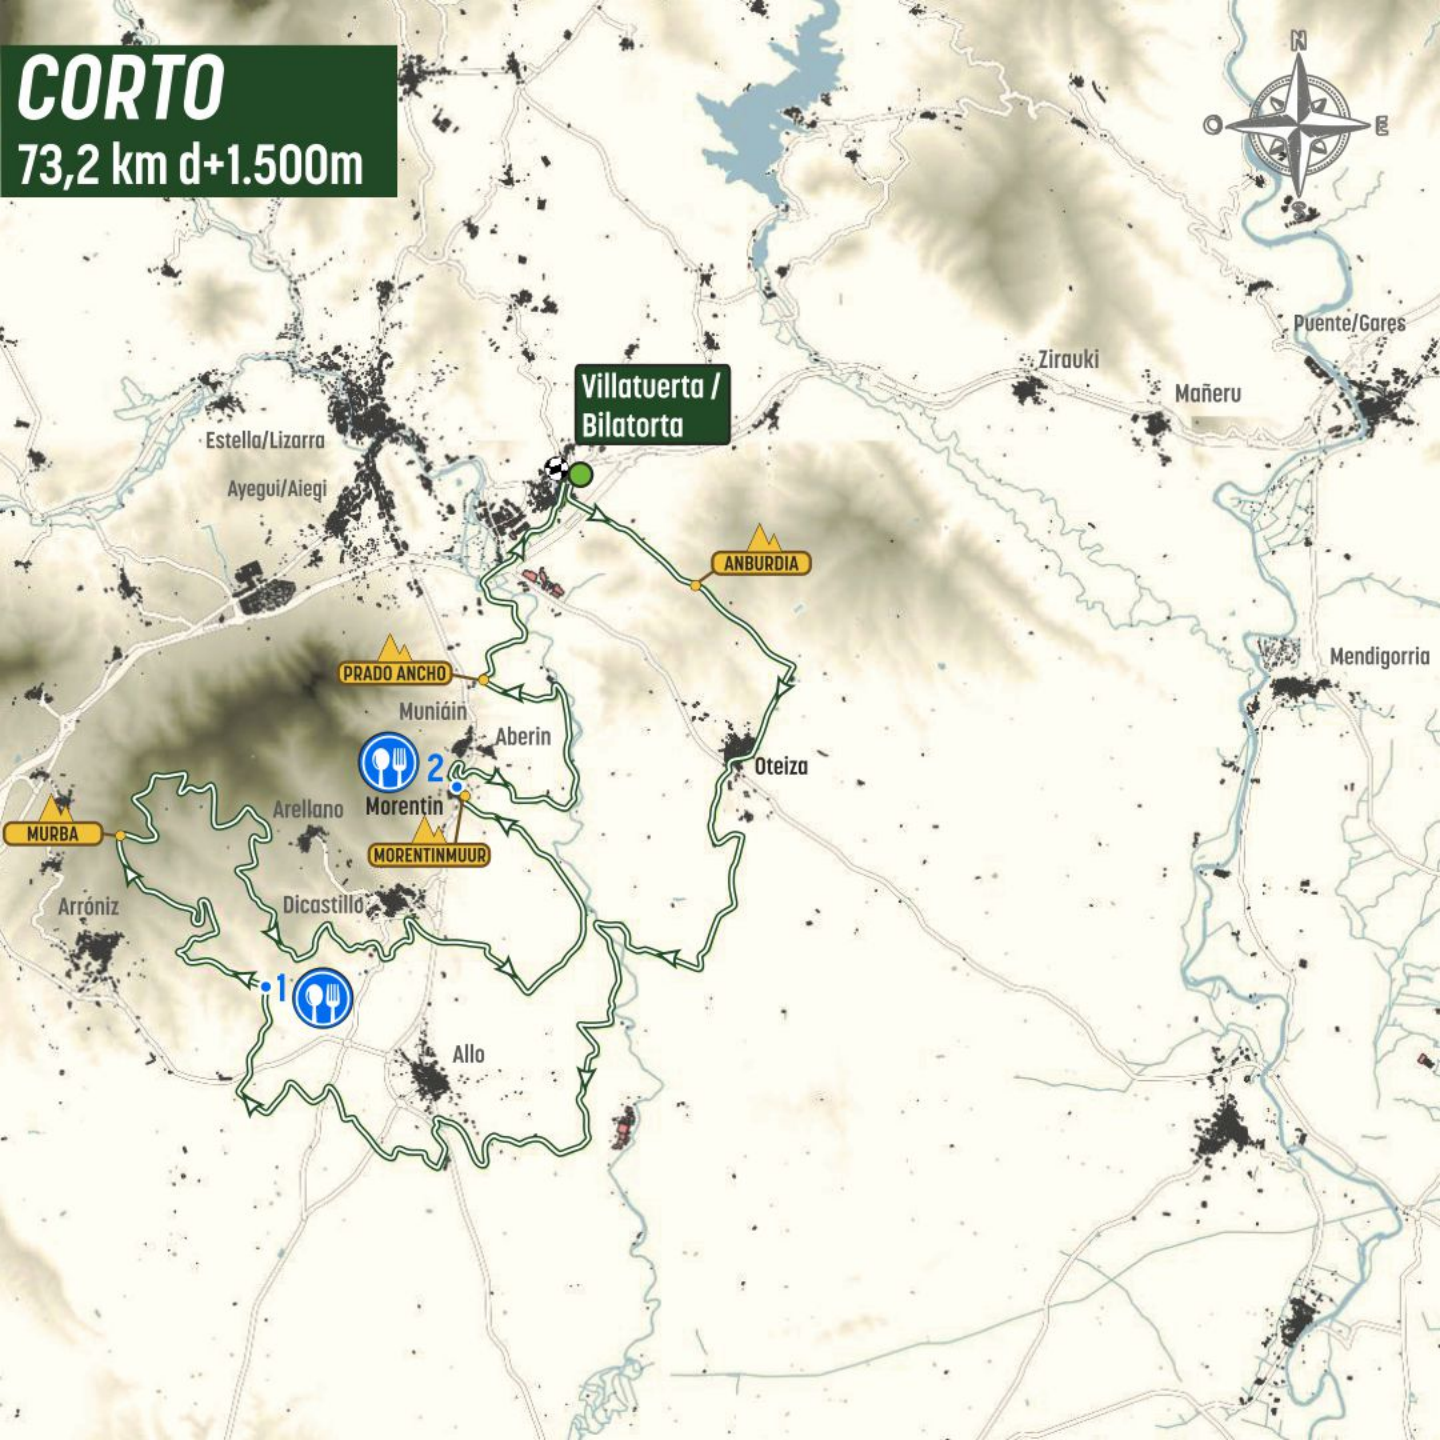 CORTO
73,2 km d+1.500m
N
O
E
S
Puente/Gares
Zirauki
Mañeru
Villatuerta /
Bilatorta
Estella/Lizarra
Ayegui/Aiegi
ANBURDIA
Mendigorria
PRADO ANCHO
Muniáin
Aberin
2
Oteiza
Morentin
Arellano
MURBA
MORENTINMUUR
Arróniz
Dicastillo
1
Allo